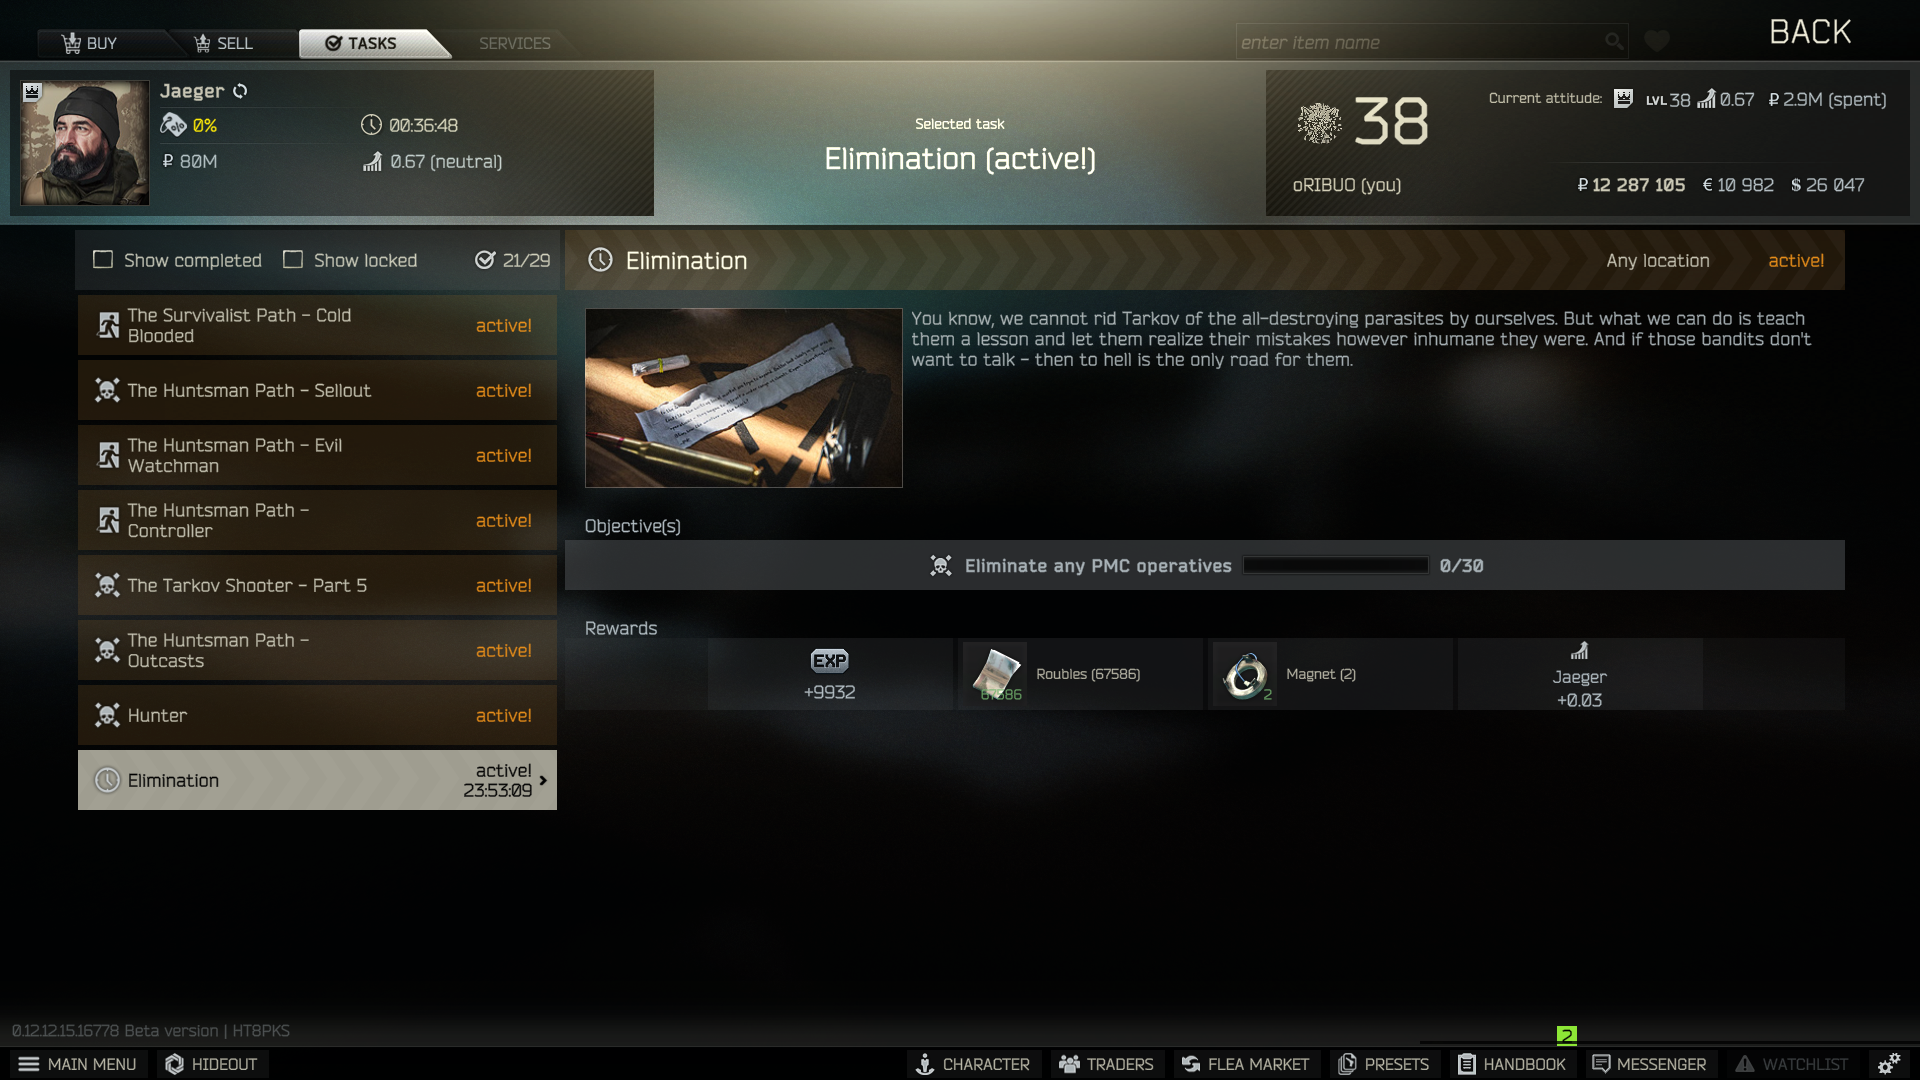 BUY
SELL
TASKS
SERVICES
enter item name
BACK
Jaeger
0%
00:36:48
₽ 80M
0.67 (neutral)
Selected task
Elimination (active!)
38
Current attitude: LVL 38 0.67 ₽ 2.9M (spent)
oRIBUO (you)
₽ 12 287 105 € 10 982 $ 26 047
Show completed
Show locked
21/29
Elimination
Any location
active!
The Survivalist Path – Cold
Blooded
active!
The Huntsman Path – Sellout
active!
The Huntsman Path – Evil
Watchman
active!
The Huntsman Path –
Controller
active!
The Tarkov Shooter – Part 5
active!
The Huntsman Path –
Outcasts
active!
Hunter
active!
Elimination
active!
23:53:09
You know, we cannot rid Tarkov of the all-destroying parasites by ourselves. But what we can do is teach
them a lesson and let them realize their mistakes however inhumane they were. And if those bandits don't
want to talk – then to hell is the only road for them.
Objective(s)
Eliminate any PMC operatives
0/30
Rewards
EXP
+9932
67586
Roubles (67586)
2
Magnet (2)
Jaeger
+0.03
0.12.12.15.16778 Beta version | HT8PKS
2
MAIN MENU
HIDEOUT
CHARACTER
TRADERS
FLEA MARKET
PRESETS
HANDBOOK
MESSENGER
WATCHLIST